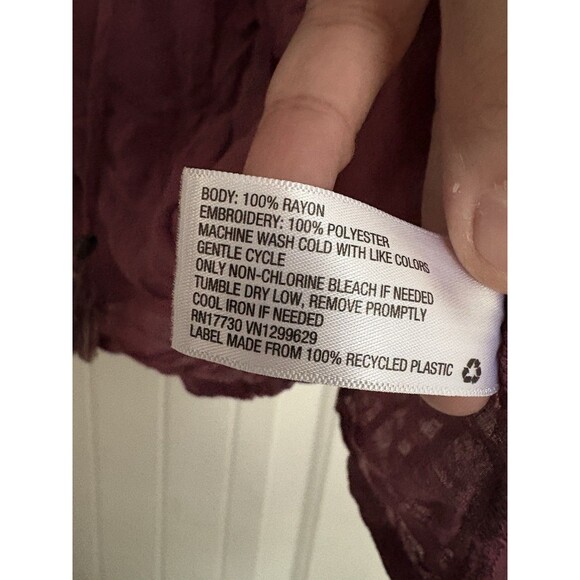 BODY: 100% RAYON
EMBROIDERY: 100% POLYESTER
MACHINE WASH COLD WITH LIKE COLORS
GENTLE CYCLE
ONLY NON-CHLORINE BLEACH IF NEEDED
TUMBLE DRY LOW, REMOVE PROMPTLY
COOL IRON IF NEEDED
RN17730 VN1299629
LABEL MADE FROM 100% RECYCLED PLASTIC